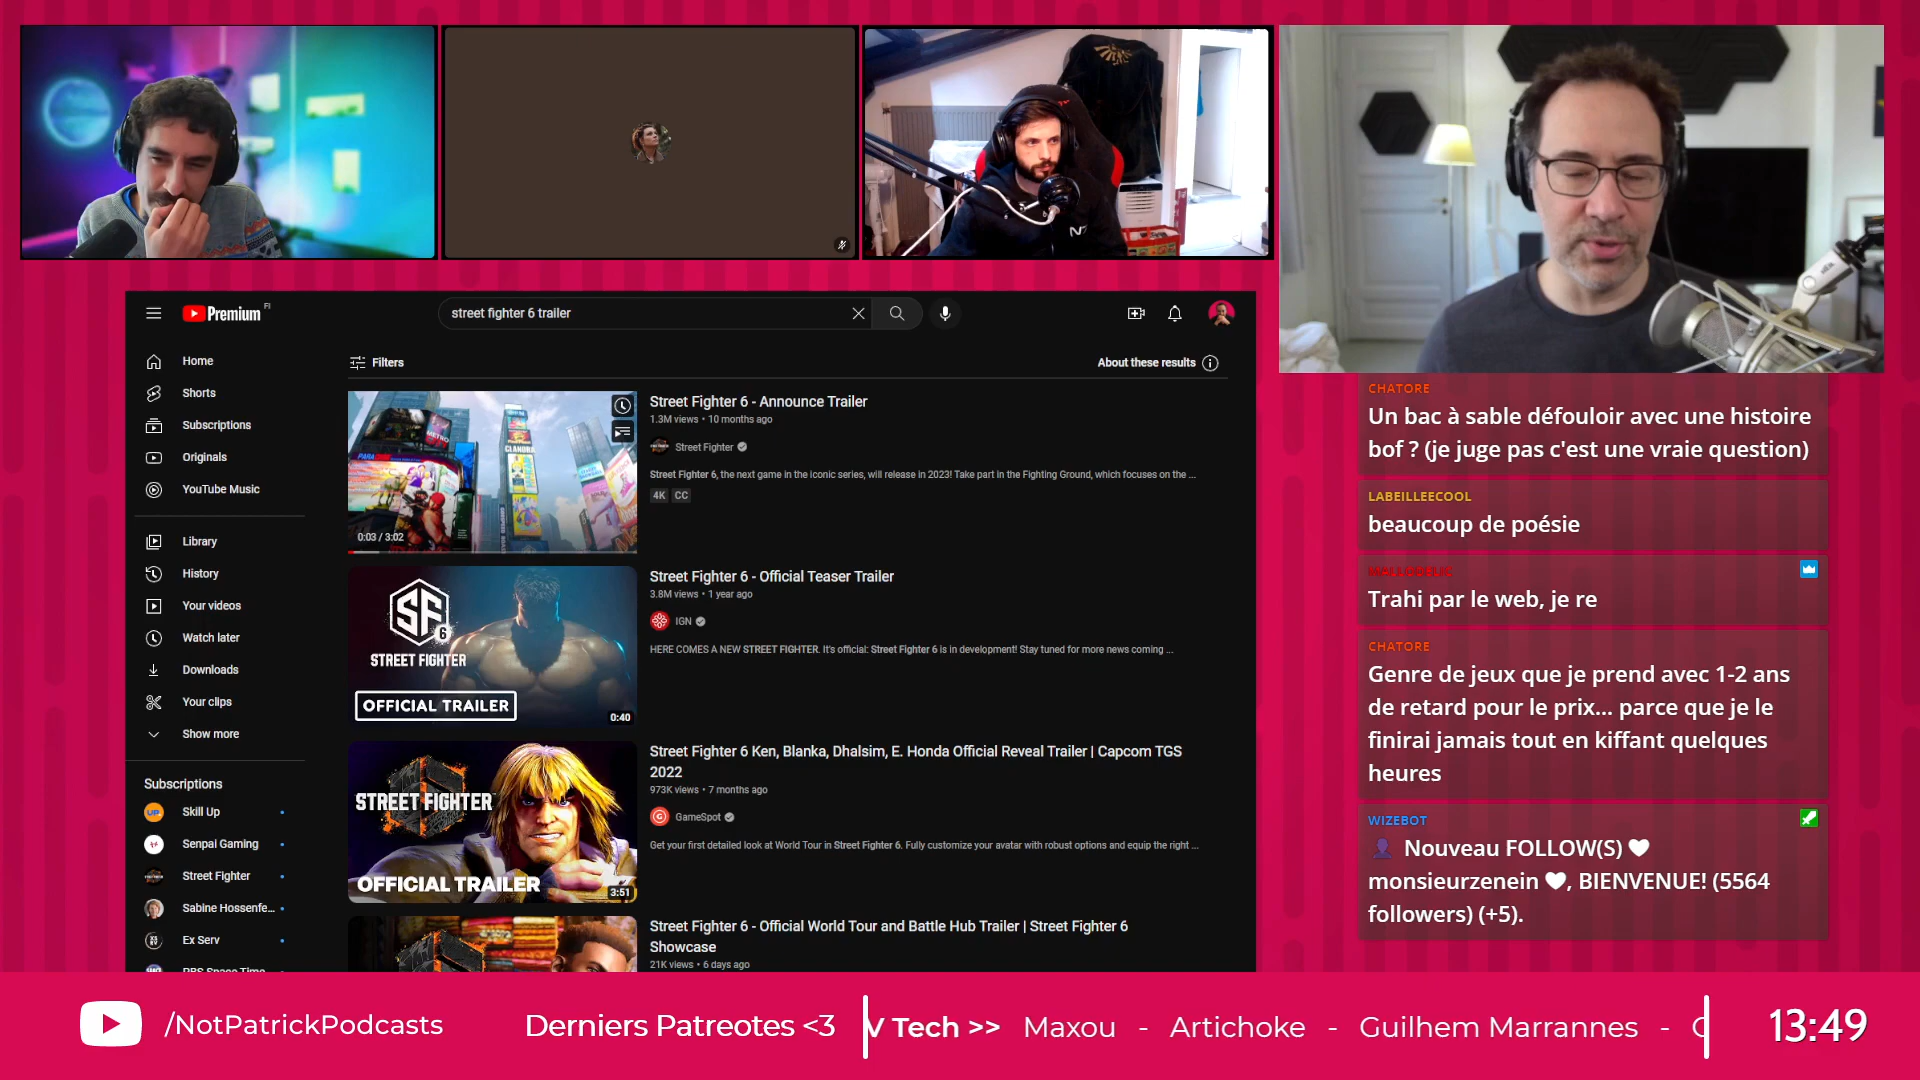 Premium FI
street fighter 6 trailer
Home
Shorts
Subscriptions
Originals
YouTube Music
Library
History
Your videos
Watch later
Downloads
Your clips
Show more
Subscriptions
Skill Up
Senpai Gaming
Street Fighter
Sabine Hossenfe...
Ex Serv
PBS Space Time
Filters
About these results
0:03 / 3:02
Street Fighter 6 - Announce Trailer
1.3M views • 10 months ago
Street Fighter
Street Fighter 6, the next game in the iconic series, will release in 2023! Take part in the Fighting Ground, which focuses on the ...
4K CC
SF
6
STREET FIGHTER
OFFICIAL TRAILER
0:40
Street Fighter 6 - Official Teaser Trailer
3.8M views • 1 year ago
IGN
HERE COMES A NEW STREET FIGHTER. It's official: Street Fighter 6 is in development! Stay tuned for more news coming ...
STREET FIGHTER
OFFICIAL TRAILER
3:51
Street Fighter 6 Ken, Blanka, Dhalsim, E. Honda Official Reveal Trailer | Capcom TGS
2022
973K views • 7 months ago
GameSpot
Get your first detailed look at World Tour in Street Fighter 6. Fully customize your avatar with robust options and equip the right ...
Street Fighter 6 - Official World Tour and Battle Hub Trailer | Street Fighter 6
Showcase
21K views • 6 days ago
CHATORE
Un bac à sable défouloir avec une histoire
bof ? (je juge pas c'est une vraie question)
LABEILLEECOOL
beaucoup de poésie
Trahi par le web, je re
CHATORE
Genre de jeux que je prend avec 1-2 ans
de retard pour le prix... parce que je le
finirai jamais tout en kiffant quelques
heures
WIZEBOT
Nouveau FOLLOW(S)
monsieurzenein , BIENVENUE! (5564
followers) (+5).
/NotPatrickPodcasts
Derniers Patreotes <3
V Tech >> Maxou - Artichoke - Guilhem Marrannes -
13:49